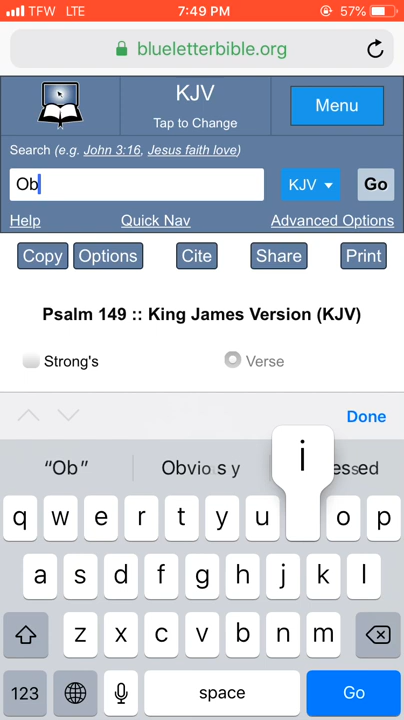 TFW LTE 7:49 PM 57%
blueletterbible.org
KJV
Tap to Change
Menu
Search (e.g. John 3:16, Jesus faith love)
Ob
KJV
Go
Help Quick Nav Advanced Options
Copy Options Cite Share Print
Psalm 149 :: King James Version (KJV)
Strong's Verse
Done
“Ob”
i
q w e r t y u o p
a s d f g h j k l
z x c v b n m
123 space Go